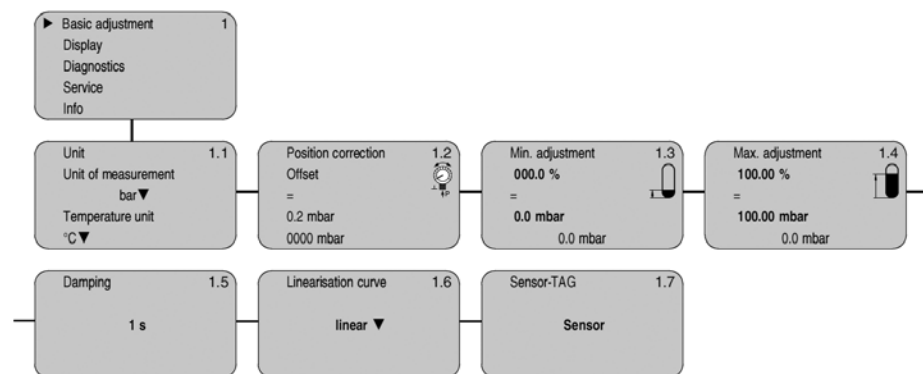 ▶ Basic adjustment 1
Display
Diagnostics
Service
Info
Unit 1.1
Unit of measurement
bar▼
Temperature unit
°C▼
Position correction 1.2
Offset
=
0.2 mbar
0000 mbar
P
Min. adjustment 1.3
000.0 %
=
0.0 mbar
0.0 mbar
Max. adjustment 1.4
100.00 %
=
100.00 mbar
0.0 mbar
Damping 1.5
1 s
Linearisation curve 1.6
linear ▼
Sensor-TAG 1.7
Sensor